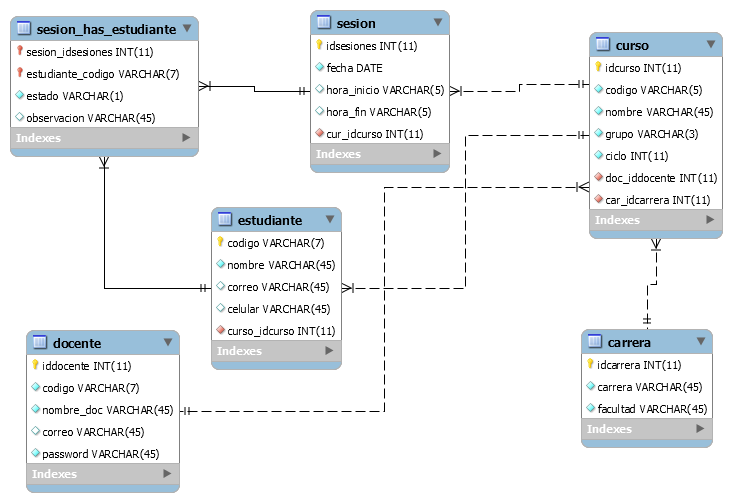 sesion_has_estudiante
sesion_idsesiones INT(11)
estudiante_codigo VARCHAR(7)
estado VARCHAR(1)
observacion VARCHAR(45)
Indexes
sesion
idsesiones INT(11)
fecha DATE
hora_inicio VARCHAR(5)
hora_fin VARCHAR(5)
cur_idcurso INT(11)
Indexes
curso
idcurso INT(11)
codigo VARCHAR(5)
nombre VARCHAR(45)
grupo VARCHAR(3)
ciclo INT(11)
doc_iddocente INT(11)
car_idcarrera INT(11)
Indexes
estudiante
codigo VARCHAR(7)
nombre VARCHAR(45)
correo VARCHAR(45)
celular VARCHAR(45)
curso_idcurso INT(11)
Indexes
docente
iddocente INT(11)
codigo VARCHAR(7)
nombre_doc VARCHAR(45)
correo VARCHAR(45)
password VARCHAR(45)
Indexes
carrera
idcarrera INT(11)
carrera VARCHAR(45)
facultad VARCHAR(45)
Indexes